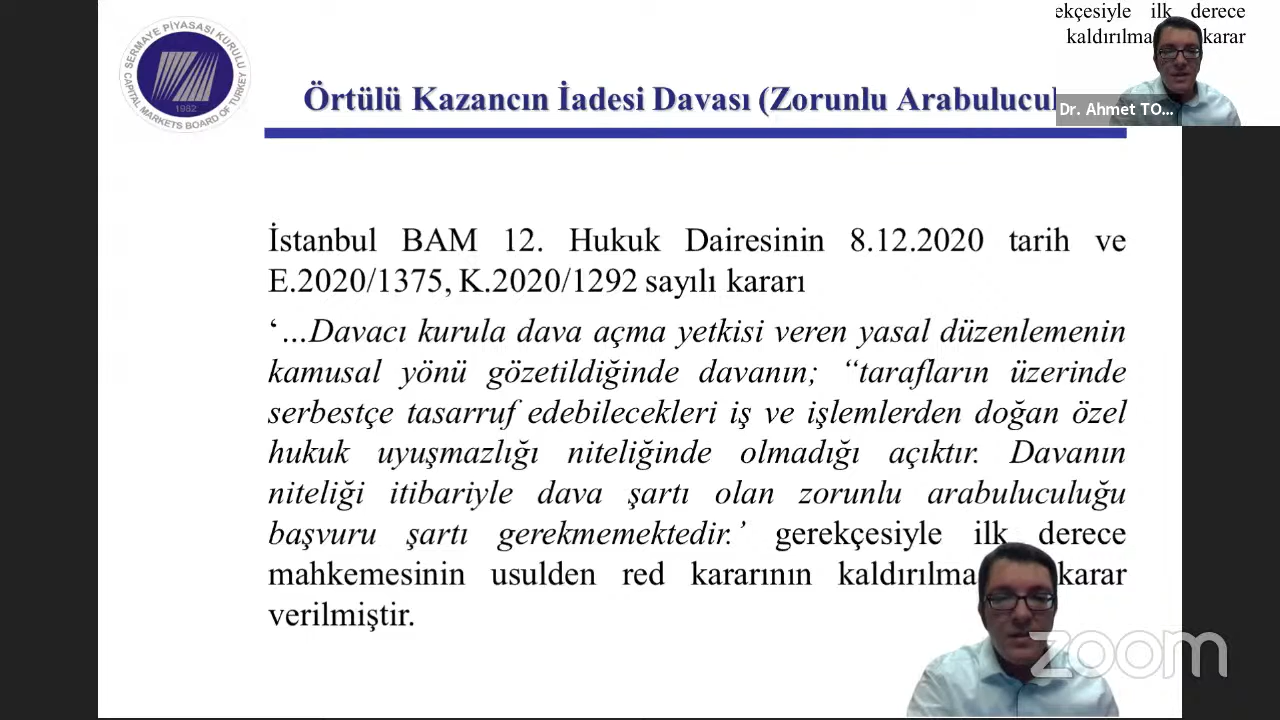 SERMAYE PİYASASI KURULU
1982
CAPITAL MARKETS BOARD OF TURKEY
Örtülü Kazancın İadesi Davası (Zorunlu
ekçesiyle ilk derece
kaldırılma karar
Dr. Ahmet TO...
İstanbul BAM 12. Hukuk Dairesinin 8.12.2020 tarih ve
E.2020/1375, K.2020/1292 sayılı kararı
‘…Davacı kurula dava açma yetkisi veren yasal düzenlemenin
kamusal yönü gözetildiğinde davanın; “tarafların üzerinde
serbestçe tasarruf edebilecekleri iş ve işlemlerden doğan özel
hukuk uyuşmazlığı niteliğinde olmadığı açıktır. Davanın
niteliği itibariyle dava şartı olan zorunlu arabuluculuğu
başvuru şartı gerekmemektedir.’ gerekçesiyle ilk derece
mahkemesinin usulden red kararının kaldırılma karar
verilmiştir.
zoom